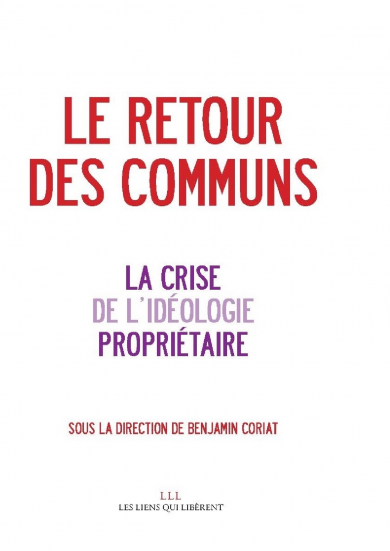 LE RETOUR
DES COMMUNS
LA CRISE
DE L'IDÉOLOGIE
PROPRIÉTAIRE
SOUS LA DIRECTION DE BENJAMIN CORIAT
LLL
LES LIENS QUI LIBÈRENT